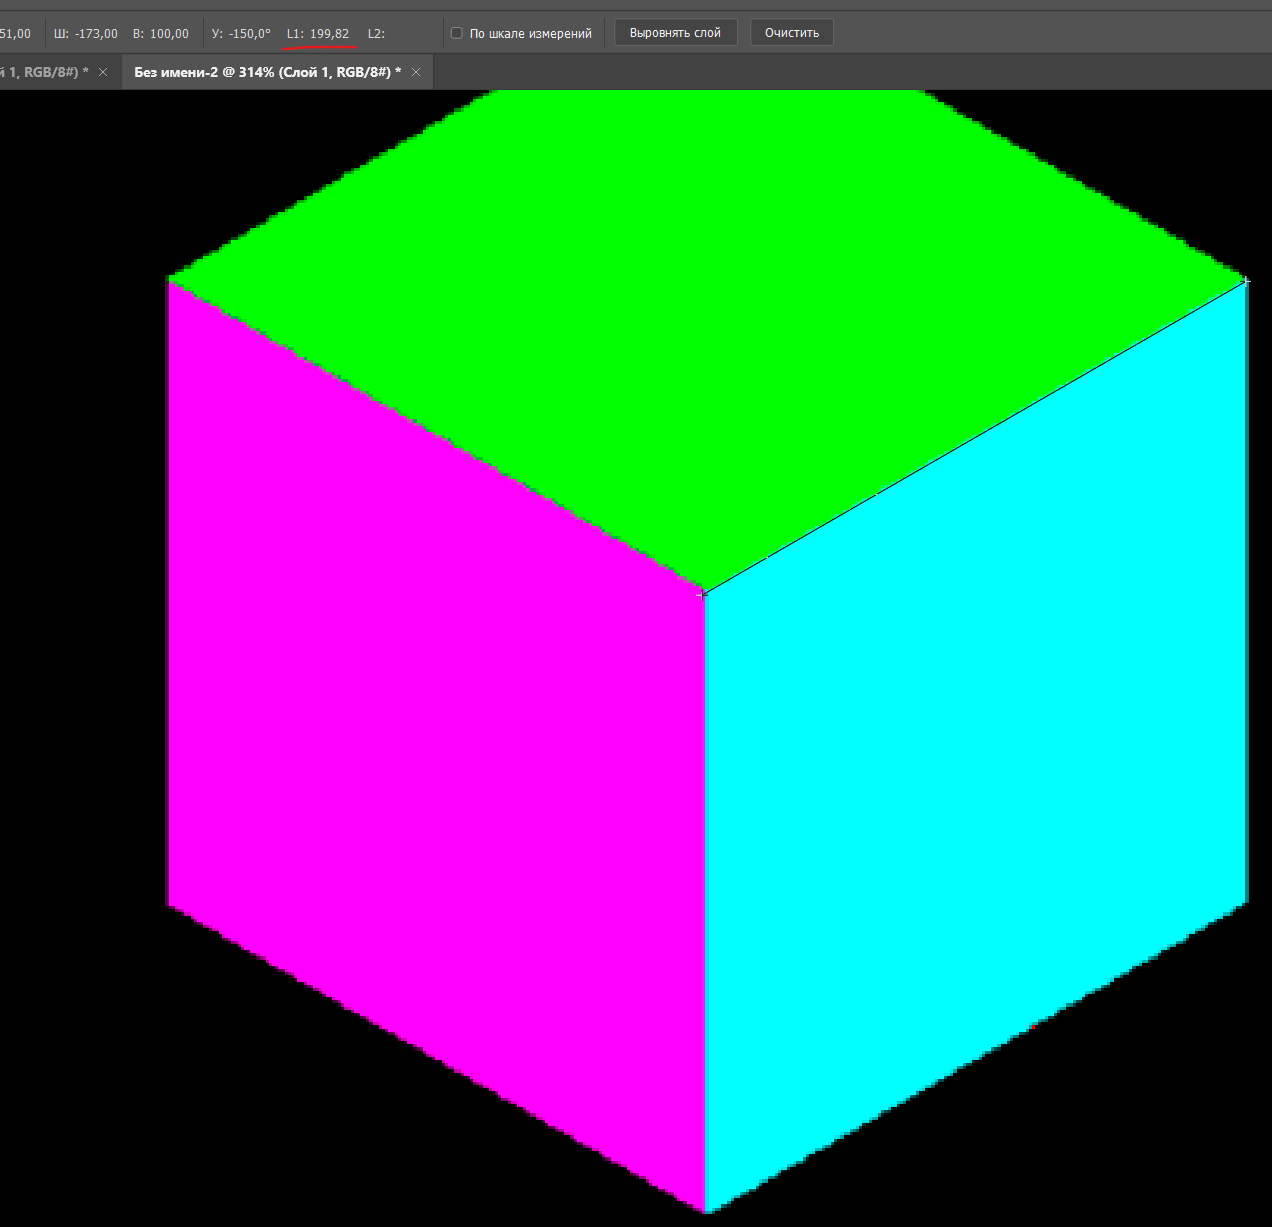 51,00 Ш: -173,00 В: 100,00 У: -150,0° L1: 199,82 L2: По шкале измерений Выровнять слой Очистить
й 1, RGB/8#) * × Без имени-2 @ 314% (Слой 1, RGB/8#) * ×